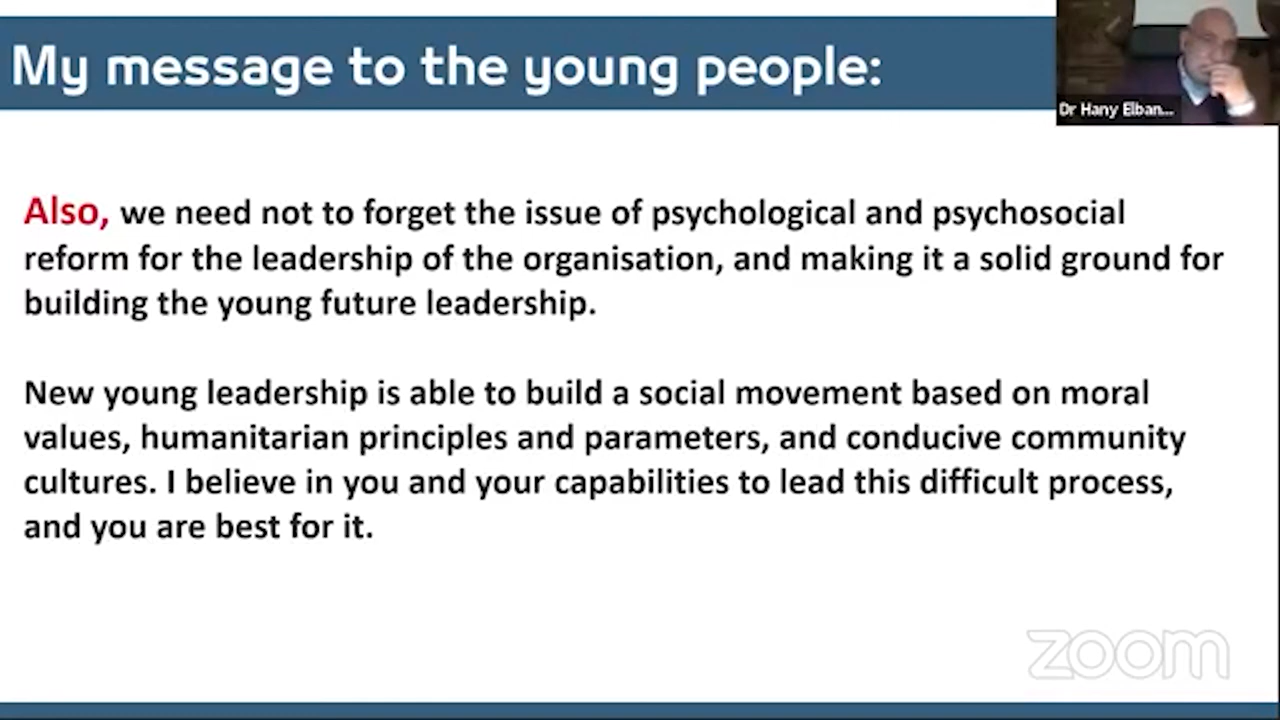 My message to the young people:
Dr Hany Elban...
Also, we need not to forget the issue of psychological and psychosocial
reform for the leadership of the organisation, and making it a solid ground for
building the young future leadership.
New young leadership is able to build a social movement based on moral
values, humanitarian principles and parameters, and conducive community
cultures. I believe in you and your capabilities to lead this difficult process,
and you are best for it.
zoom